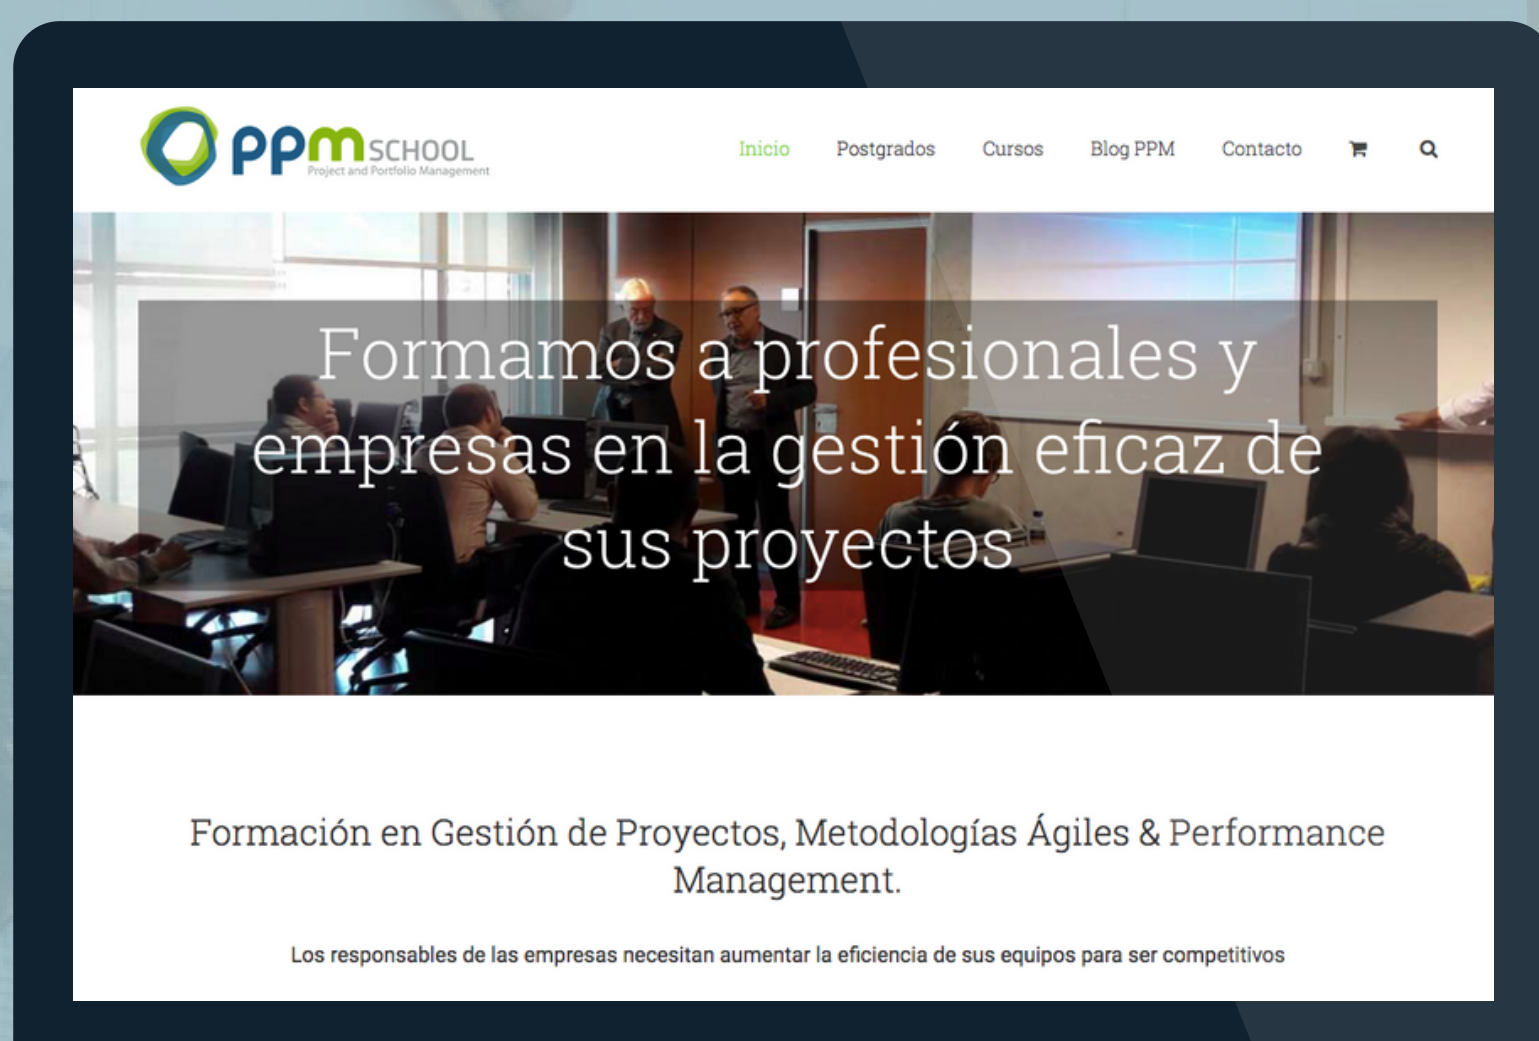 ppm SCHOOL
Project and Portfolio Management
Inicio Postgrados Cursos Blog PPM Contacto
Formamos a profesionales y
empresas en la gestión eficaz de
sus proyectos
Formación en Gestión de Proyectos, Metodologías Ágiles & Performance
Management.
Los responsables de las empresas necesitan aumentar la eficiencia de sus equipos para ser competitivos